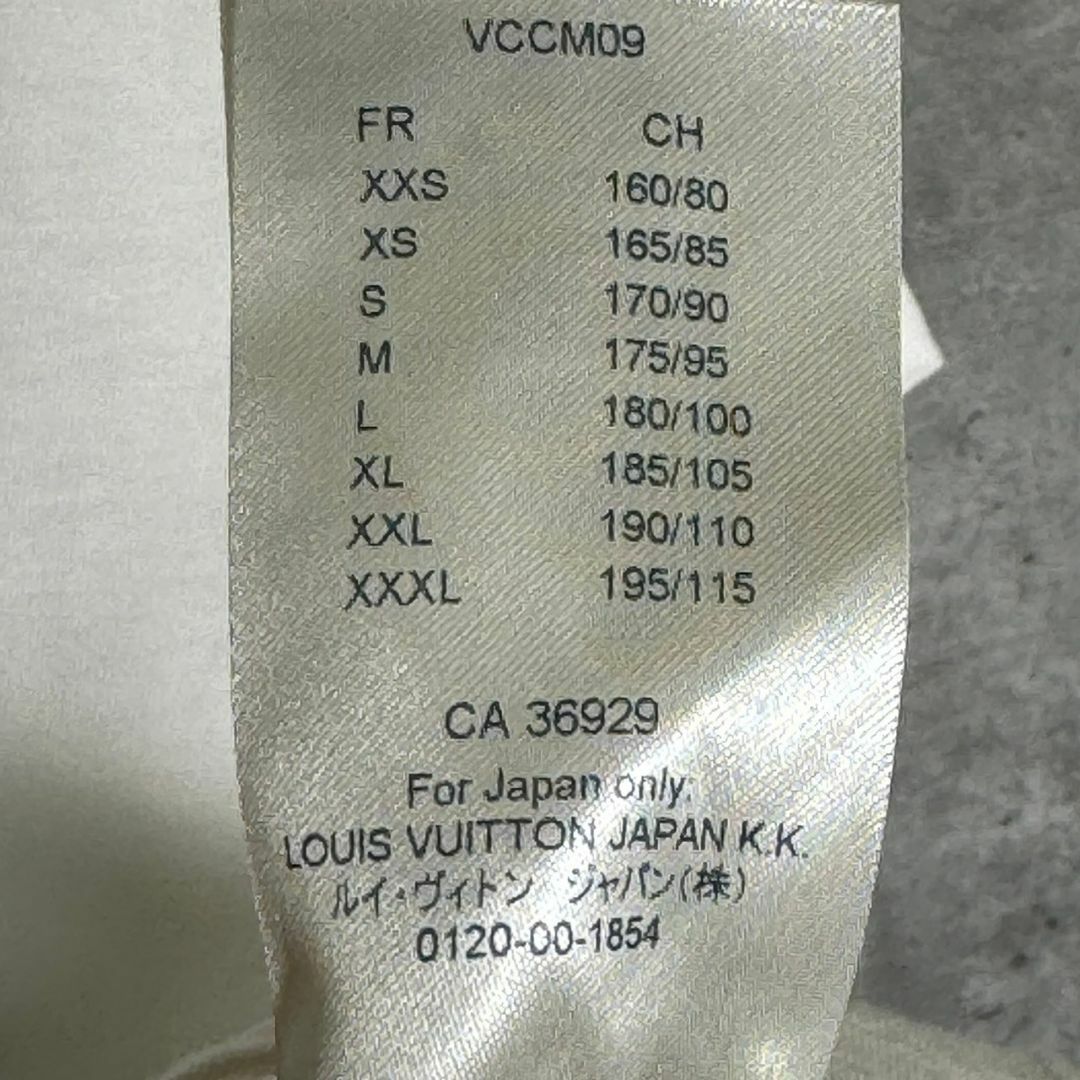 VCCM09
FR CH
XXS 160/80
XS 165/85
S 170/90
M 175/95
L 180/100
XL 185/105
XXL 190/110
XXXL 195/115
CA 36929
For Japan only:
LOUIS VUITTON JAPAN K.K.
ルイ・ヴィトン ジャパン(株)
0120-00-1854